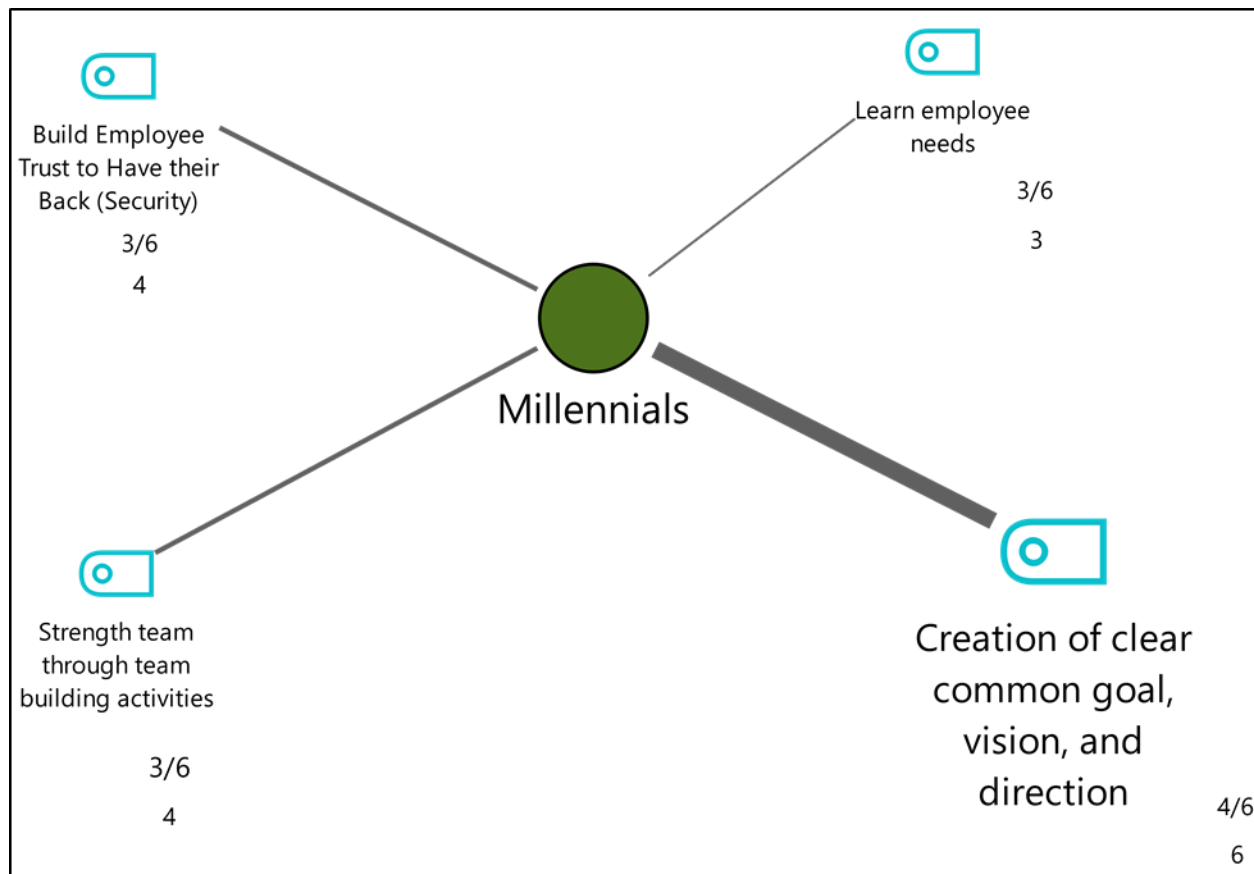 Build Employee
Trust to Have their
Back (Security)
3/6
4
Learn employee
needs
3/6
3
Millennials
Strength team
through team
building activities
3/6
4
Creation of clear
common goal,
vision, and
direction
4/6
6